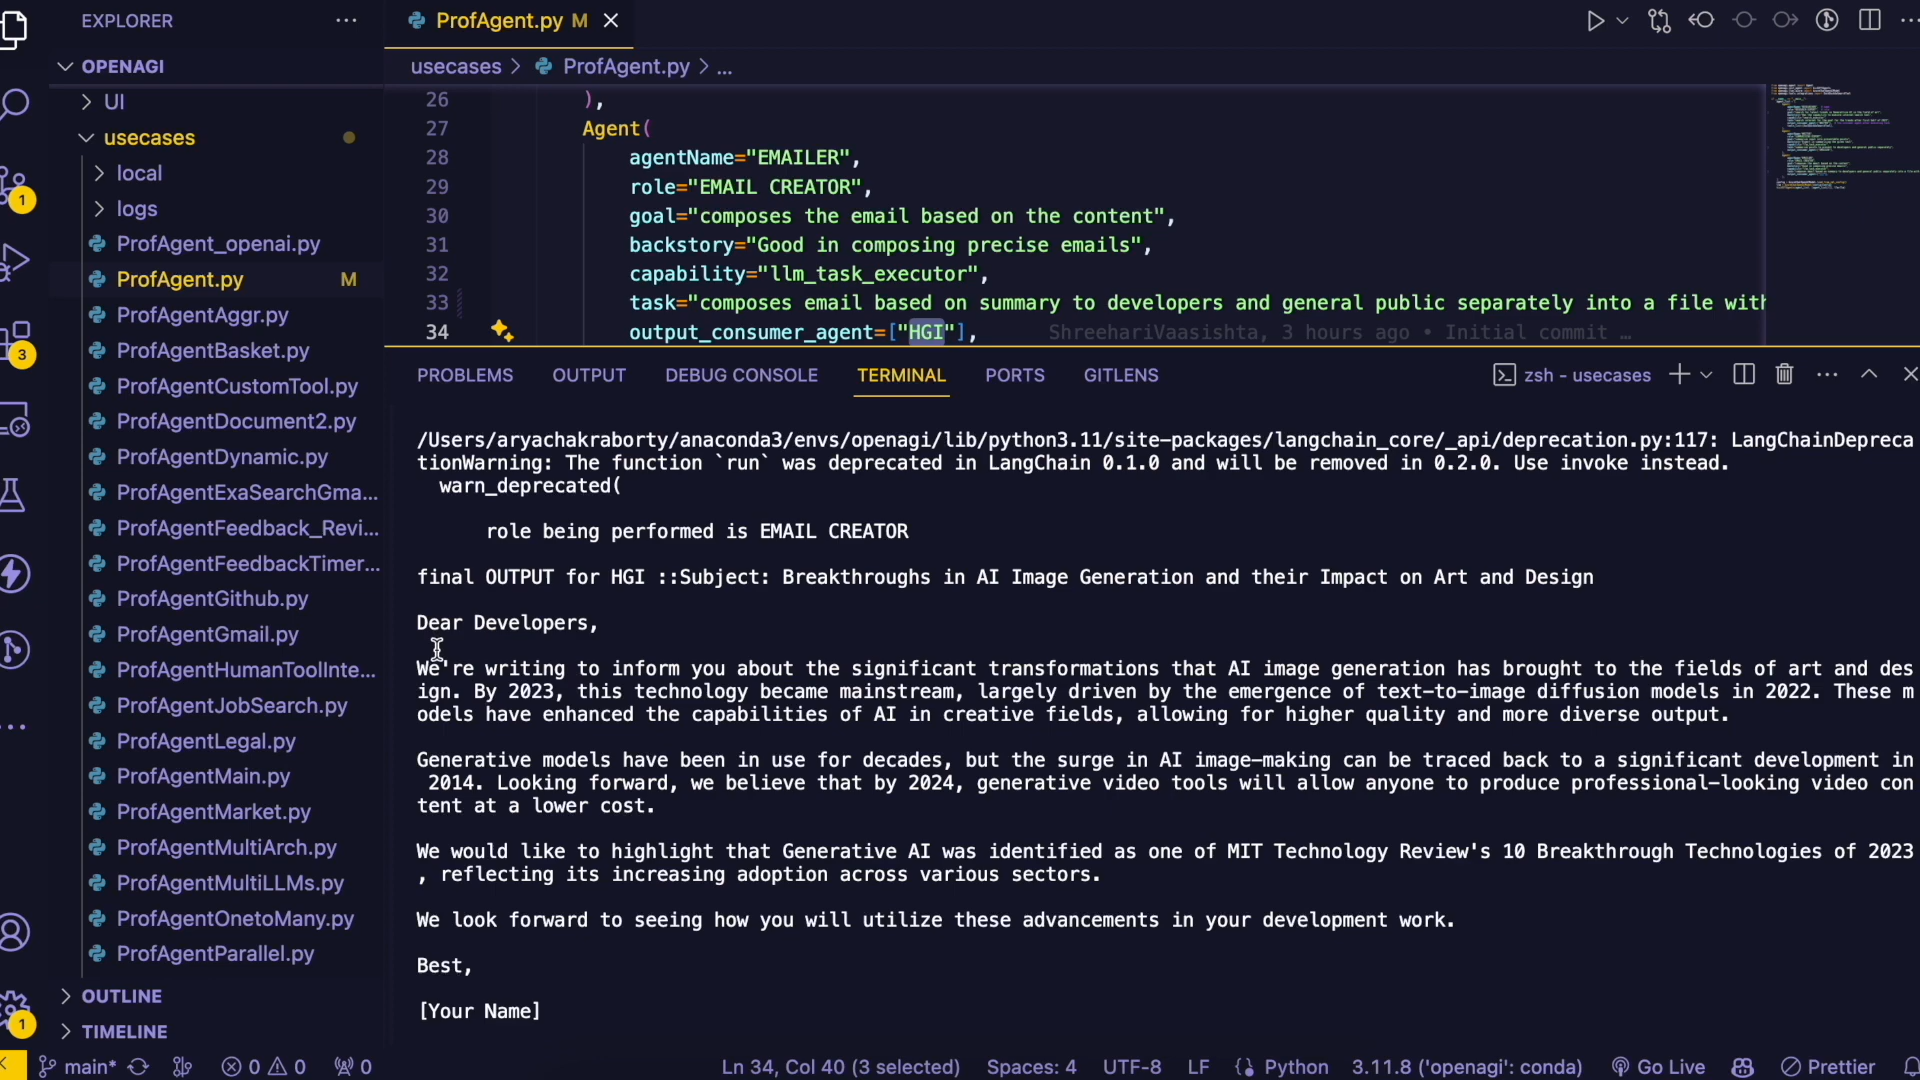 EXPLORER
OPENAGI
UI
usecases
local
logs
ProfAgent_openai.py
ProfAgent.py M
ProfAgentAggr.py
ProfAgentBasket.py
ProfAgentCustomTool.py
ProfAgentDocument2.py
ProfAgentDynamic.py
ProfAgentExaSearchGma...
ProfAgentFeedback_Revi...
ProfAgentFeedbackTimer...
ProfAgentGithub.py
ProfAgentGmail.py
ProfAgentHumanToolInte...
ProfAgentJobSearch.py
ProfAgentLegal.py
ProfAgentMain.py
ProfAgentMarket.py
ProfAgentMultiArch.py
ProfAgentMultiLLMs.py
ProfAgentOnetoMany.py
ProfAgentParallel.py
OUTLINE
TIMELINE
1
3
1
ProfAgent.py M
usecases > ProfAgent.py > ...
26 ),
27 Agent(
28 agentName="EMAILER",
29 role="EMAIL CREATOR",
30 goal="composes the email based on the content",
31 backstory="Good in composing precise emails",
32 capability="llm_task_executor",
33 task="composes email based on summary to developers and general public separately into a file with
34 output_consumer_agent=["HGI"], ShreehariVaasishta, 3 hours ago • Initial commit …
PROBLEMS OUTPUT DEBUG CONSOLE TERMINAL PORTS GITLENS zsh - usecases
/Users/aryachakraborty/anaconda3/envs/openagi/lib/python3.11/site-packages/langchain_core/_api/deprecation.py:117: LangChainDepreca
tionWarning: The function `run` was deprecated in LangChain 0.1.0 and will be removed in 0.2.0. Use invoke instead.
warn_deprecated(
role being performed is EMAIL CREATOR
final OUTPUT for HGI ::Subject: Breakthroughs in AI Image Generation and their Impact on Art and Design
Dear Developers,
We're writing to inform you about the significant transformations that AI image generation has brought to the fields of art and des
ign. By 2023, this technology became mainstream, largely driven by the emergence of text-to-image diffusion models in 2022. These m
odels have enhanced the capabilities of AI in creative fields, allowing for higher quality and more diverse output.
Generative models have been in use for decades, but the surge in AI image-making can be traced back to a significant development in
2014. Looking forward, we believe that by 2024, generative video tools will allow anyone to produce professional-looking video con
tent at a lower cost.
We would like to highlight that Generative AI was identified as one of MIT Technology Review's 10 Breakthrough Technologies of 2023
, reflecting its increasing adoption across various sectors.
We look forward to seeing how you will utilize these advancements in your development work.
Best,
[Your Name]
main* 0 0 0 Ln 34, Col 40 (3 selected) Spaces: 4 UTF-8 LF Python 3.11.8 ('openagi': conda) Go Live Prettier